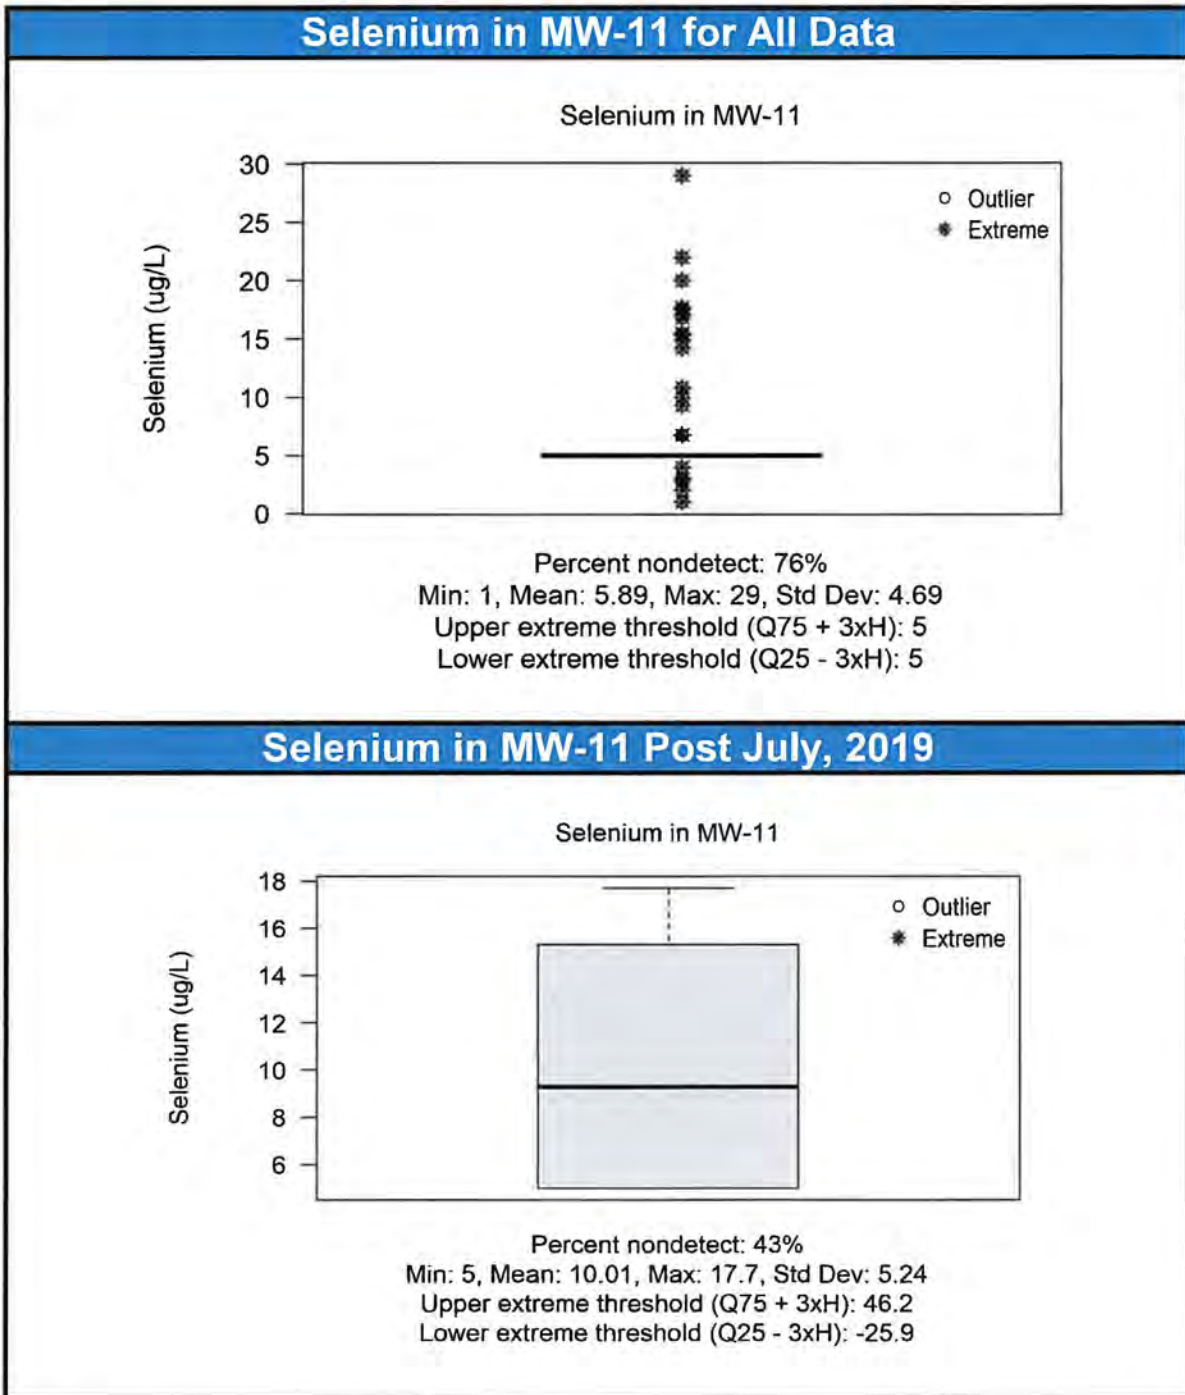 Selenium in MW-11 for All Data
Selenium in MW-11
Selenium (ug/L)
30
25
20
15
10
5
0
Outlier
Extreme
Percent nondetect: 76%
Min: 1, Mean: 5.89, Max: 29, Std Dev: 4.69
Upper extreme threshold (Q75 + 3xH): 5
Lower extreme threshold (Q25 - 3xH): 5
Selenium in MW-11 Post July, 2019
Selenium in MW-11
Selenium (ug/L)
18
16
14
12
10
8
6
Outlier
Extreme
Percent nondetect: 43%
Min: 5, Mean: 10.01, Max: 17.7, Std Dev: 5.24
Upper extreme threshold (Q75 + 3xH): 46.2
Lower extreme threshold (Q25 - 3xH): -25.9